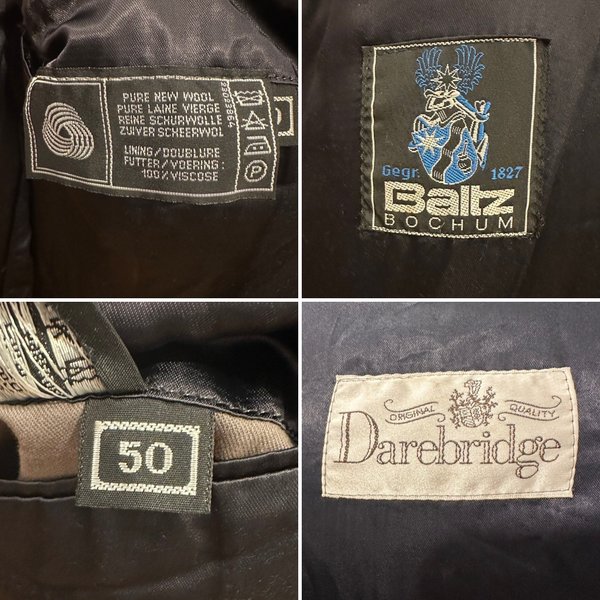 PURE NEW WOOL
PURE LAINE VIERGE
REINE SCHURWOLLE
ZUIVER SCHEERWOL
LINING/DOUBLURE
FUTTER/VOERING:
100% VISCOSE
P
Gegr. 1827
Baltz
BOCHUM
50
ORIGINAL QUALITY
Darebridge